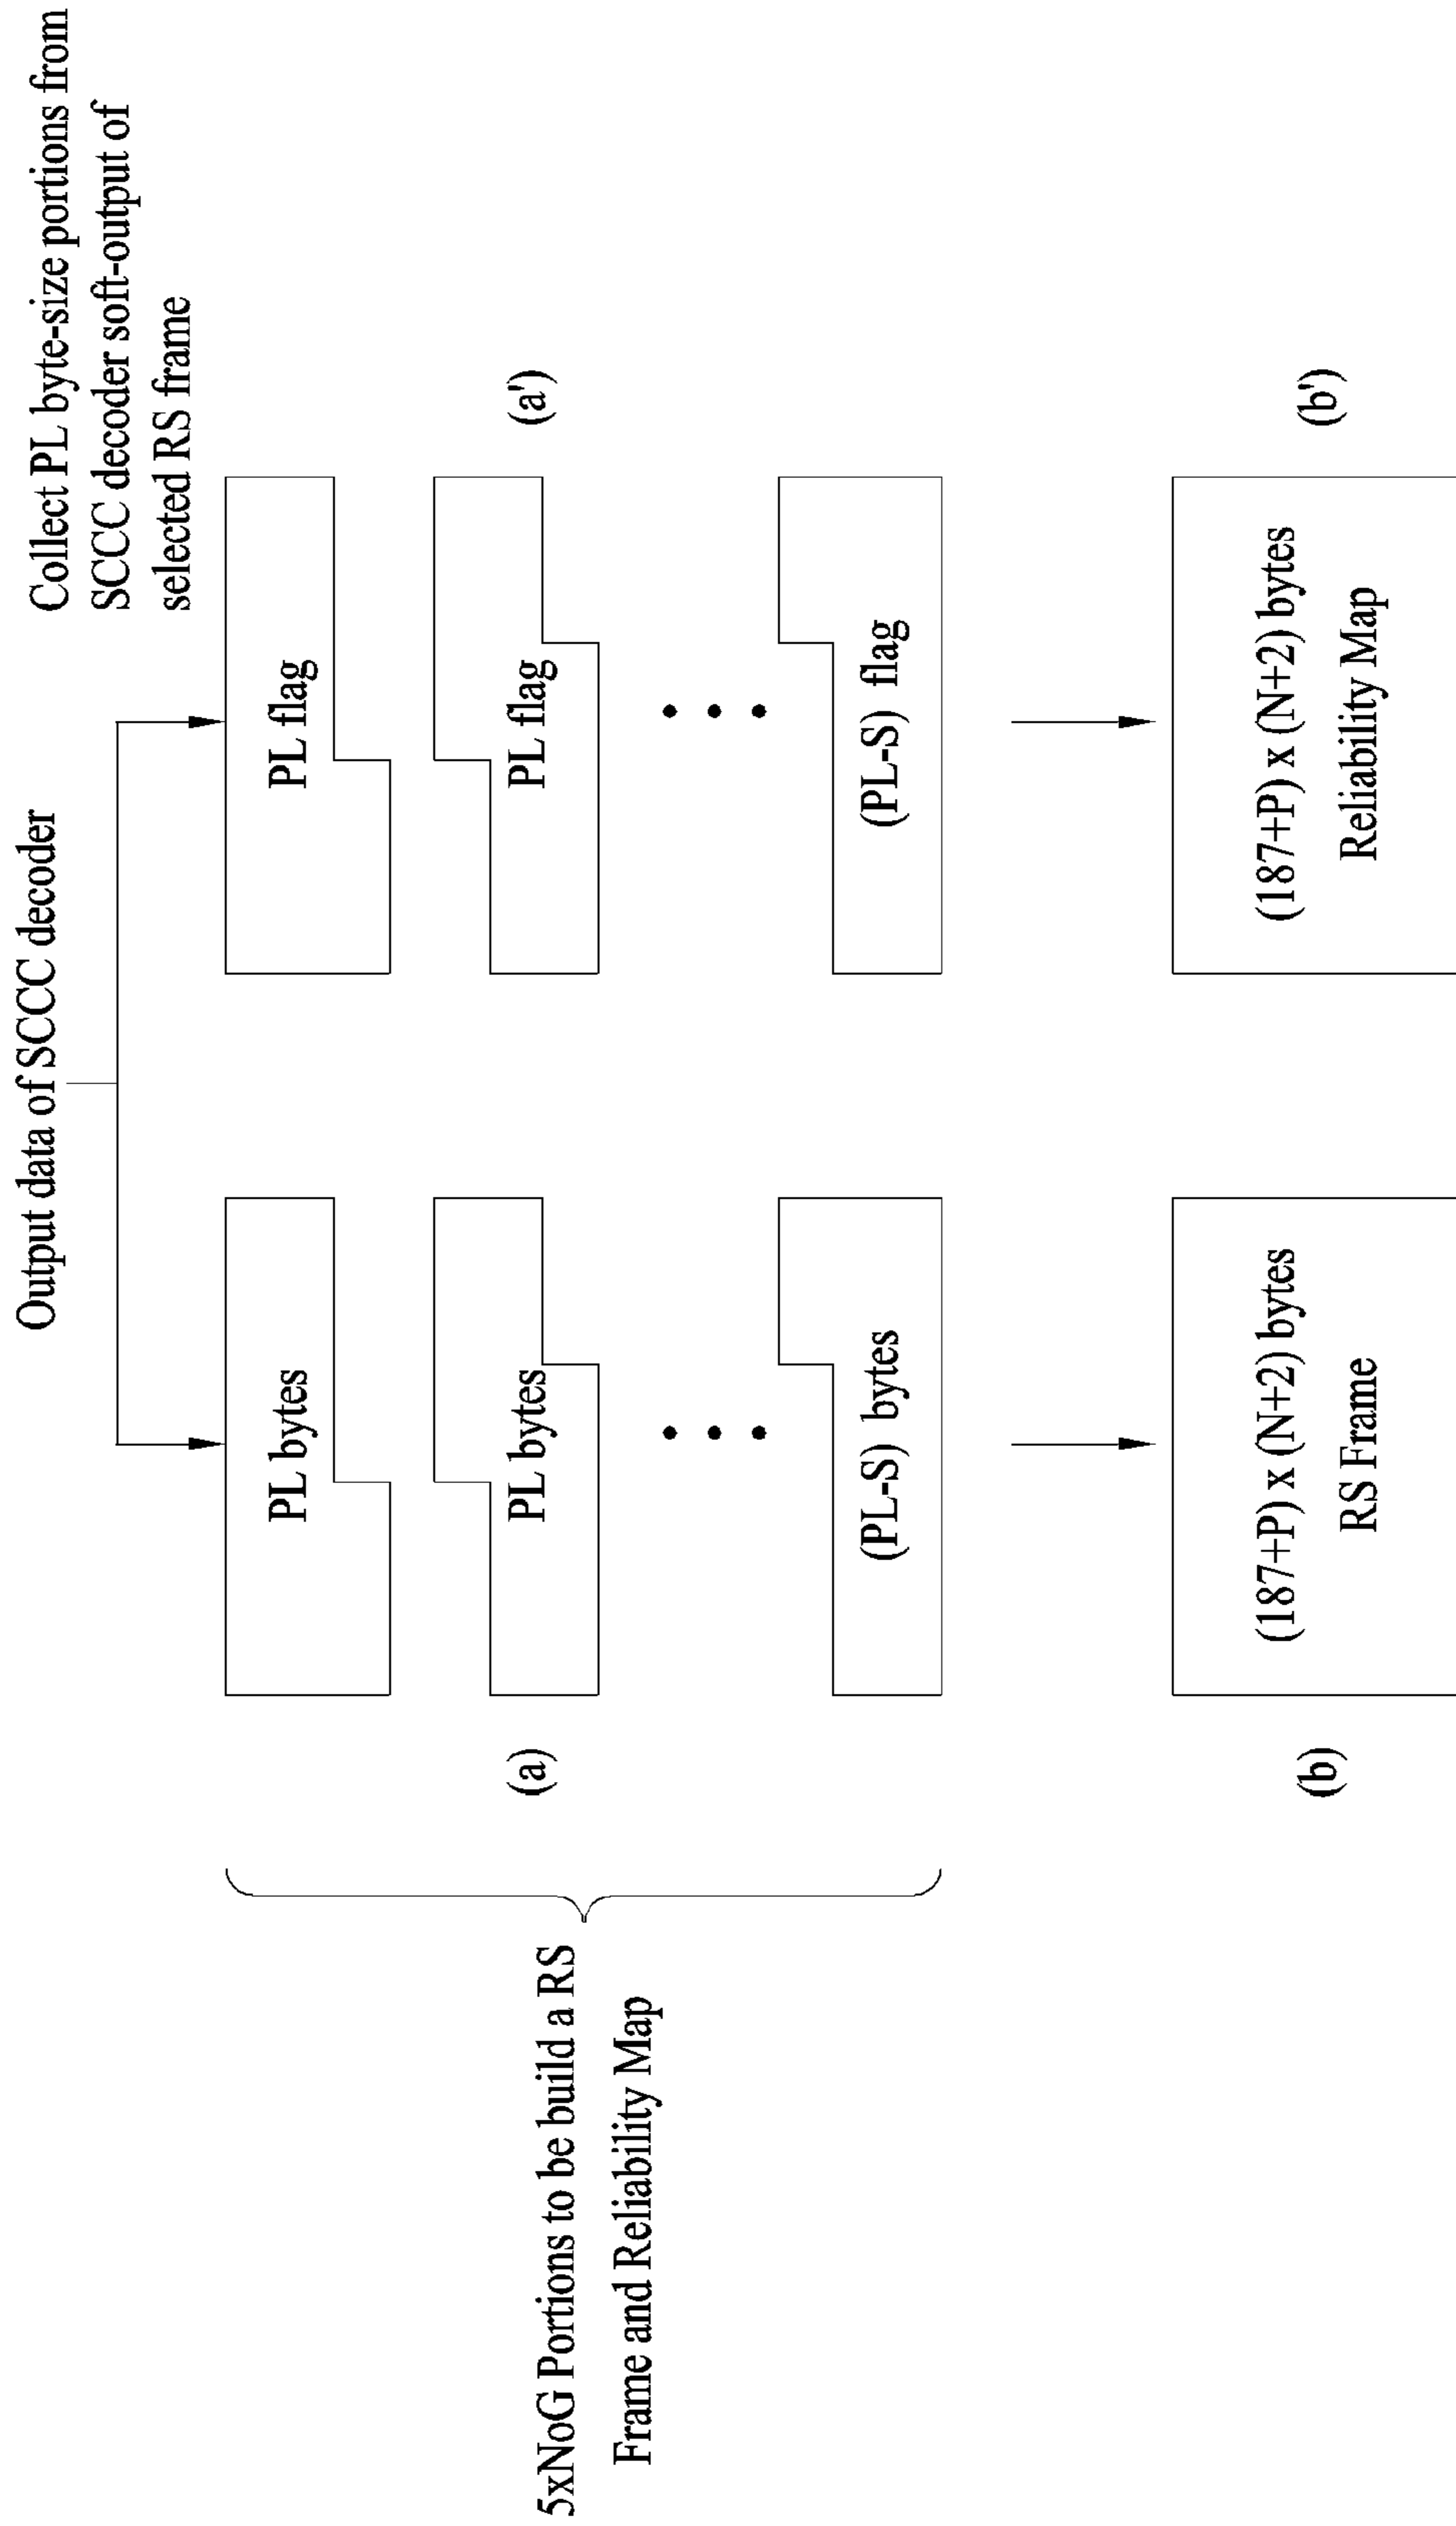 Output data of SCCC decoder
Collect PL byte-size portions from
SCCC decoder soft-output of
selected RS frame
PL bytes
PL flag
5xNoG Portions to be build a RS
Frame and Reliability Map
(a)
PL bytes
PL flag
(a')
(PL-S) bytes
(PL-S) flag
(b)
(187+P) x (N+2) bytes
RS Frame
(187+P) x (N+2) bytes
Reliability Map
(b')